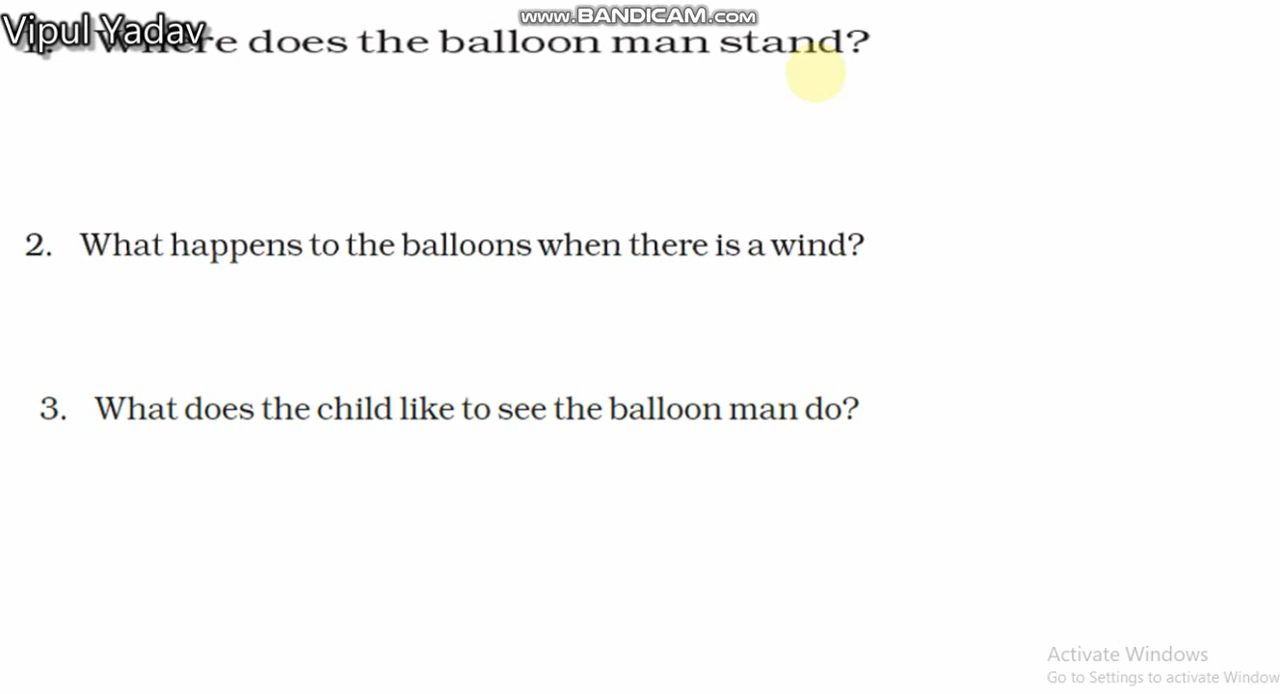 www.BANDICAM.com
Vipul Yadav
Where does the balloon man stand?
2. What happens to the balloons when there is a wind?
3. What does the child like to see the balloon man do?
Activate Windows
Go to Settings to activate Window